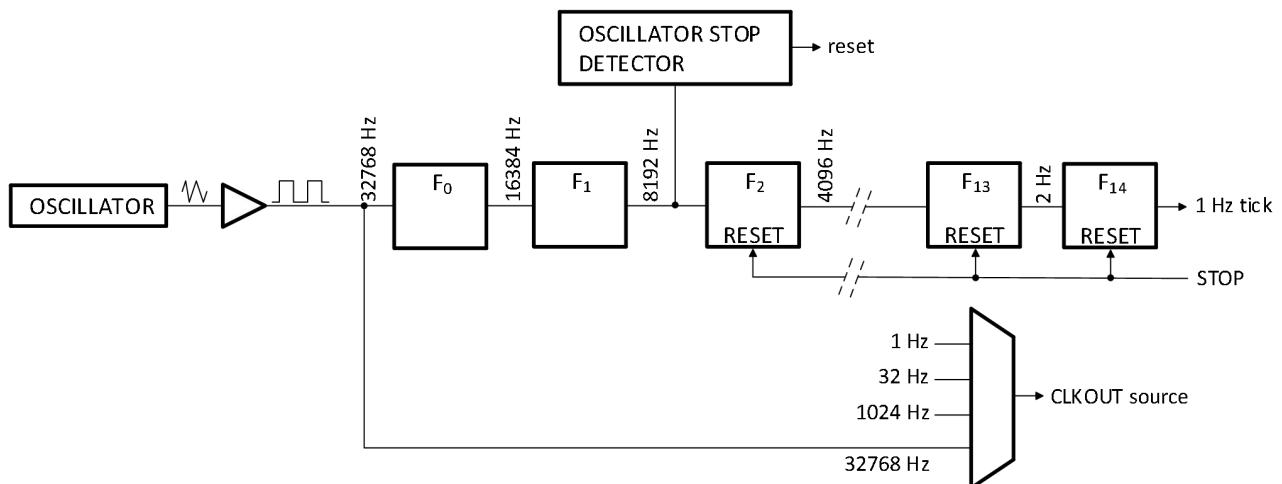 OSCILLATOR STOP
DETECTOR
reset
OSCILLATOR
32768 Hz
F0
16384 Hz
F1
8192 Hz
F2
RESET
4096 Hz
F13
RESET
2 Hz
F14
RESET
1 Hz tick
STOP
1 Hz
32 Hz
1024 Hz
32768 Hz
CLKOUT source